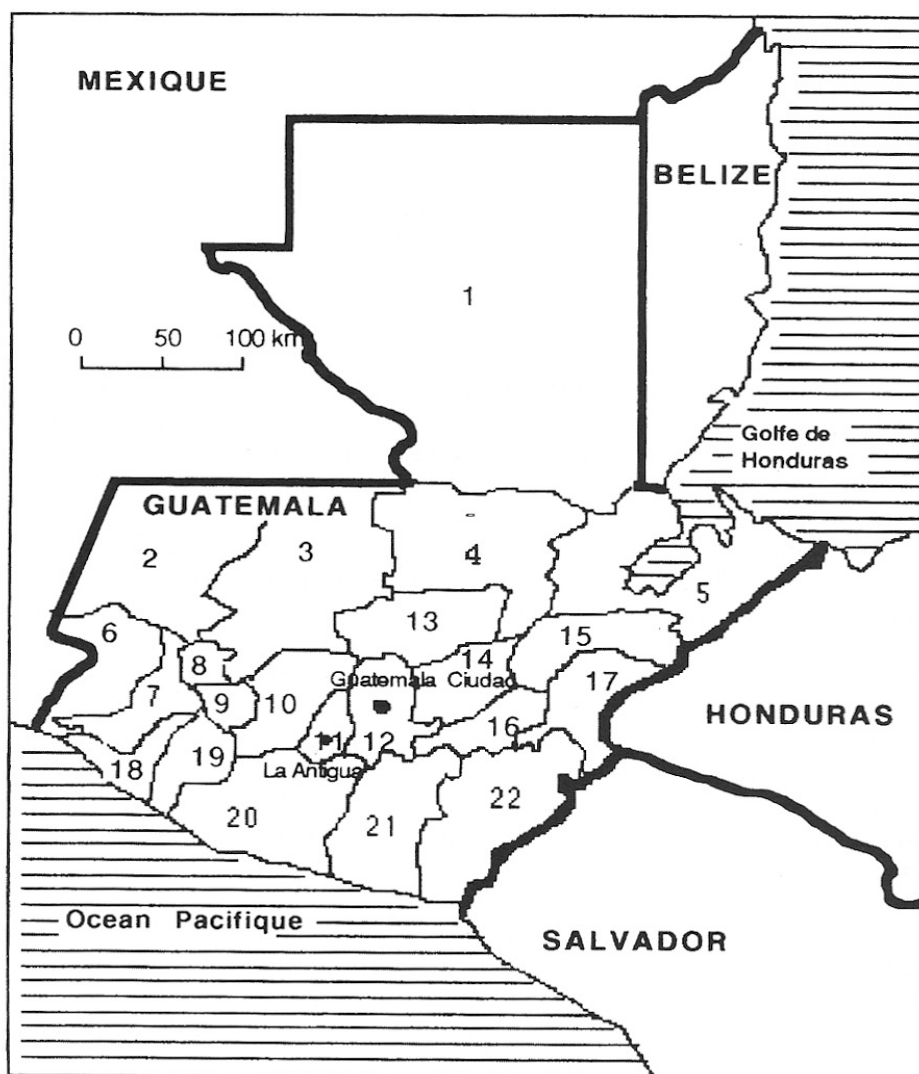 MEXIQUE
BELIZE
1
0 50 100 km
Golfe de
Honduras
GUATEMALA
2
3
4
5
6
13
15
8
14
Guatemala Ciudad
17
7
9
10
HONDURAS
16
11
12
19
18
La Antigua
22
20
21
Ocean Pacifique
SALVADOR